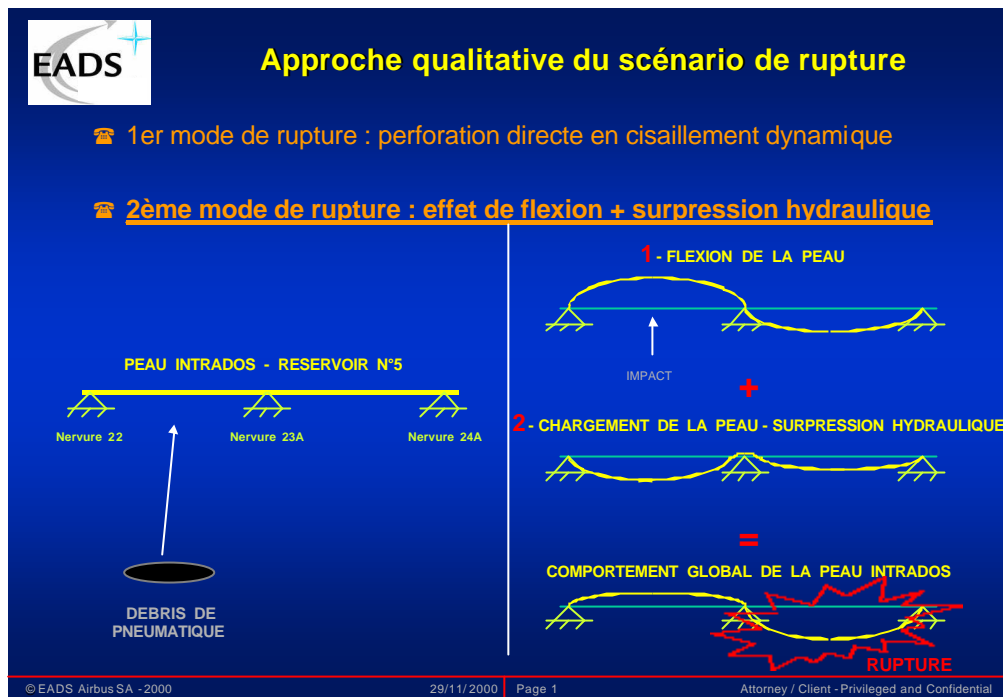 EADS
Approche qualitative du scénario de rupture
☎ 1er mode de rupture : perforation directe en cisaillement dynamique
☎ 2ème mode de rupture : effet de flexion + surpression hydraulique
PEAU INTRADOS - RESERVOIR N°5
Nervure 22
Nervure 23A
Nervure 24A
DEBRIS DE
PNEUMATIQUE
1 - FLEXION DE LA PEAU
IMPACT
+
2 - CHARGEMENT DE LA PEAU - SURPRESSION HYDRAULIQUE
=
COMPORTEMENT GLOBAL DE LA PEAU INTRADOS
RUPTURE
© EADS Airbus SA - 2000
29/11/2000
Page 1
Attorney / Client - Privileged and Confidential